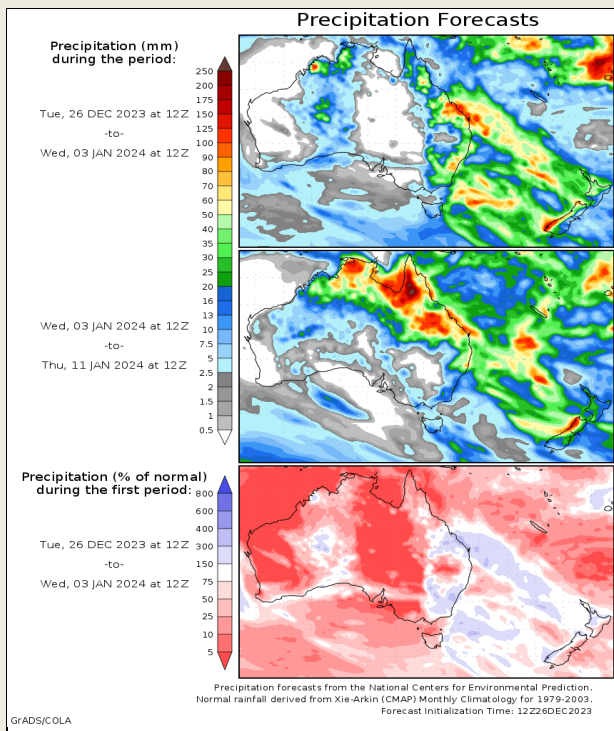 Precipitation Forecasts
Precipitation (mm)
during the period:
Tue, 26 DEC 2023 at 12Z
-to-
Wed, 03 JAN 2024 at 12Z
250
200
175
150
125
100
90
80
70
60
50
40
35
30
25
20
16
13
10
7.5
5
2.5
2
1.5
1
0.5
Wed, 03 JAN 2024 at 12Z
-to-
Thu, 11 JAN 2024 at 12Z
Precipitation (% of normal)
during the first period:
Tue, 26 DEC 2023 at 12Z
-to-
Wed, 03 JAN 2024 at 12Z
800
600
400
300
150
75
50
25
10
5
Precipitation forecasts from the National Centers for Environmental Prediction.
Normal rainfall derived from Xie-Arkin (CMAP) Monthly Climatology for 1979-2003.
Forecast Initialization Time: 12Z26DEC2023
GrADS/COLA